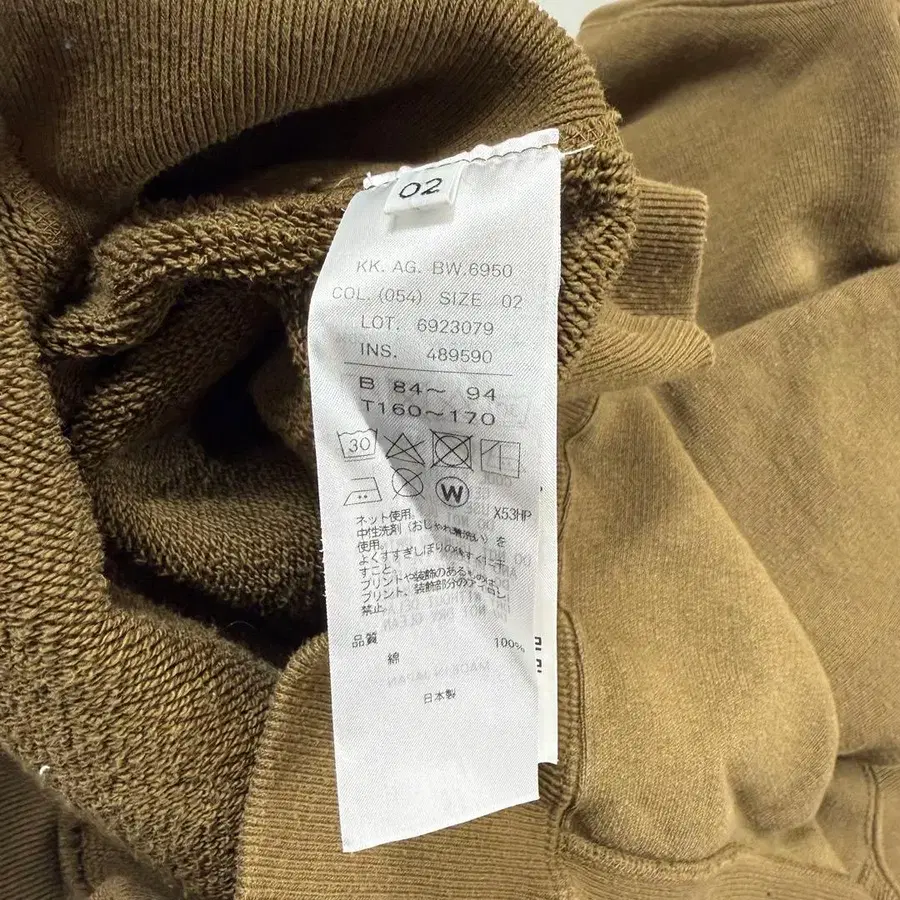 02
KK. AG. BW.6950
COL. (054) SIZE 02
LOT. 6923079
INS. 489590
B 84～ 94
T160～170
30
W
X53HP
ネット使用。
中性洗剤（おしゃれ着洗い）を
使用。
よくすすぎしぼりの後すぐに干
すこと。
プリントや装飾のあるものは
プリント、装飾部分のアイロン
禁止。
品質
綿 100%
MADE IN JAPAN
日本製